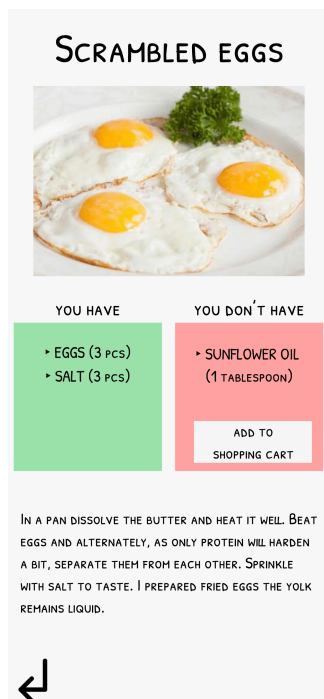 Scrambled eggs
you have
you don't have
‣ eggs (3 pcs)
‣ salt (3 pcs)
‣ sunflower oil
(1 tablespoon)
add to
shopping cart
In a pan dissolve the butter and heat it well. Beat
eggs and alternately, as only protein will harden
a bit, separate them from each other. Sprinkle
with salt to taste. I prepared fried eggs the yolk
remains liquid.